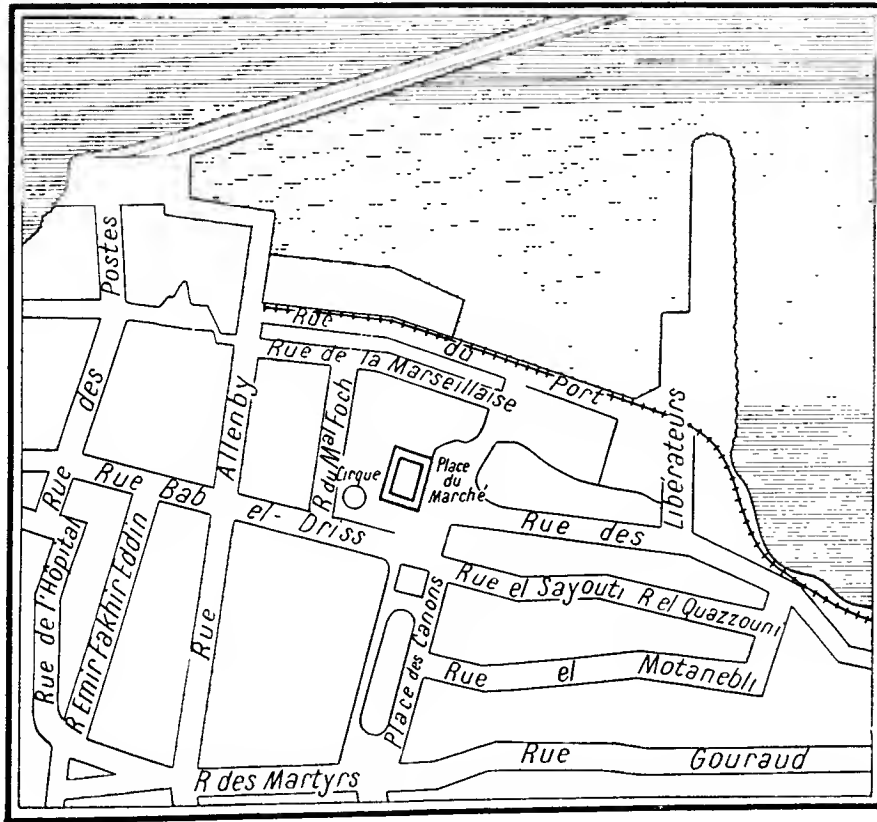 Rue des Postes
Rue du Port
Rue de la Marseillaise
Rue Allenby
R du Mal Foch
Cirque
Place
du
Marché
Rue des Liberateurs
Rue Bab el-Driss
Rue de l'Hôpital
R Emir Fakhir Eddin
Rue el Sayouti
R el Quazzouni
Place des Canons
Rue el Motanebli
R des Martyrs
Rue Gouraud